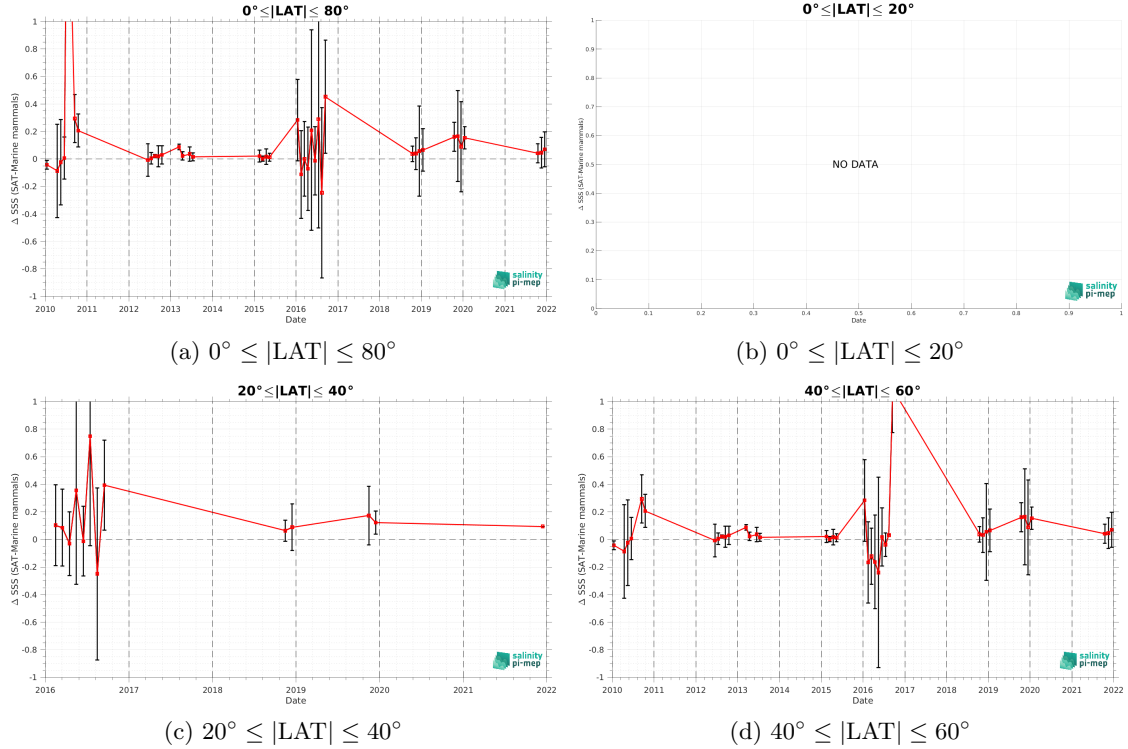 0°≤|LAT|≤ 80°
Δ SSS (SAT-Marine mammals)
1
0.8
0.6
0.4
0.2
0
-0.2
-0.4
-0.6
-0.8
-1
2010 2011 2012 2013 2014 2015 2016 2017 2018 2019 2020 2021 2022
Date
salinity
pi-mep
(a) 0° ≤ |LAT| ≤ 80°
0°≤|LAT|≤ 20°
Δ SSS (SAT-Marine mammals)
1
0.9
0.8
0.7
0.6
0.5
0.4
0.3
0.2
0.1
0
NO DATA
0 0.1 0.2 0.3 0.4 0.5 0.6 0.7 0.8 0.9 1
Date
salinity
pi-mep
(b) 0° ≤ |LAT| ≤ 20°
20°≤|LAT|≤ 40°
Δ SSS (SAT-Marine mammals)
1
0.8
0.6
0.4
0.2
0
-0.2
-0.4
-0.6
-0.8
-1
2016 2017 2018 2019 2020 2022
Date
salinity
pi-mep
(c) 20° ≤ |LAT| ≤ 40°
40°≤|LAT|≤ 60°
Δ SSS (SAT-Marine mammals)
1
0.8
0.6
0.4
0.2
0
-0.2
-0.4
-0.6
-0.8
-1
2010 2011 2012 2013 2014 2015 2016 2017 2018 2019 2020 2021 2022
Date
salinity
pi-mep
(d) 40° ≤ |LAT| ≤ 60°